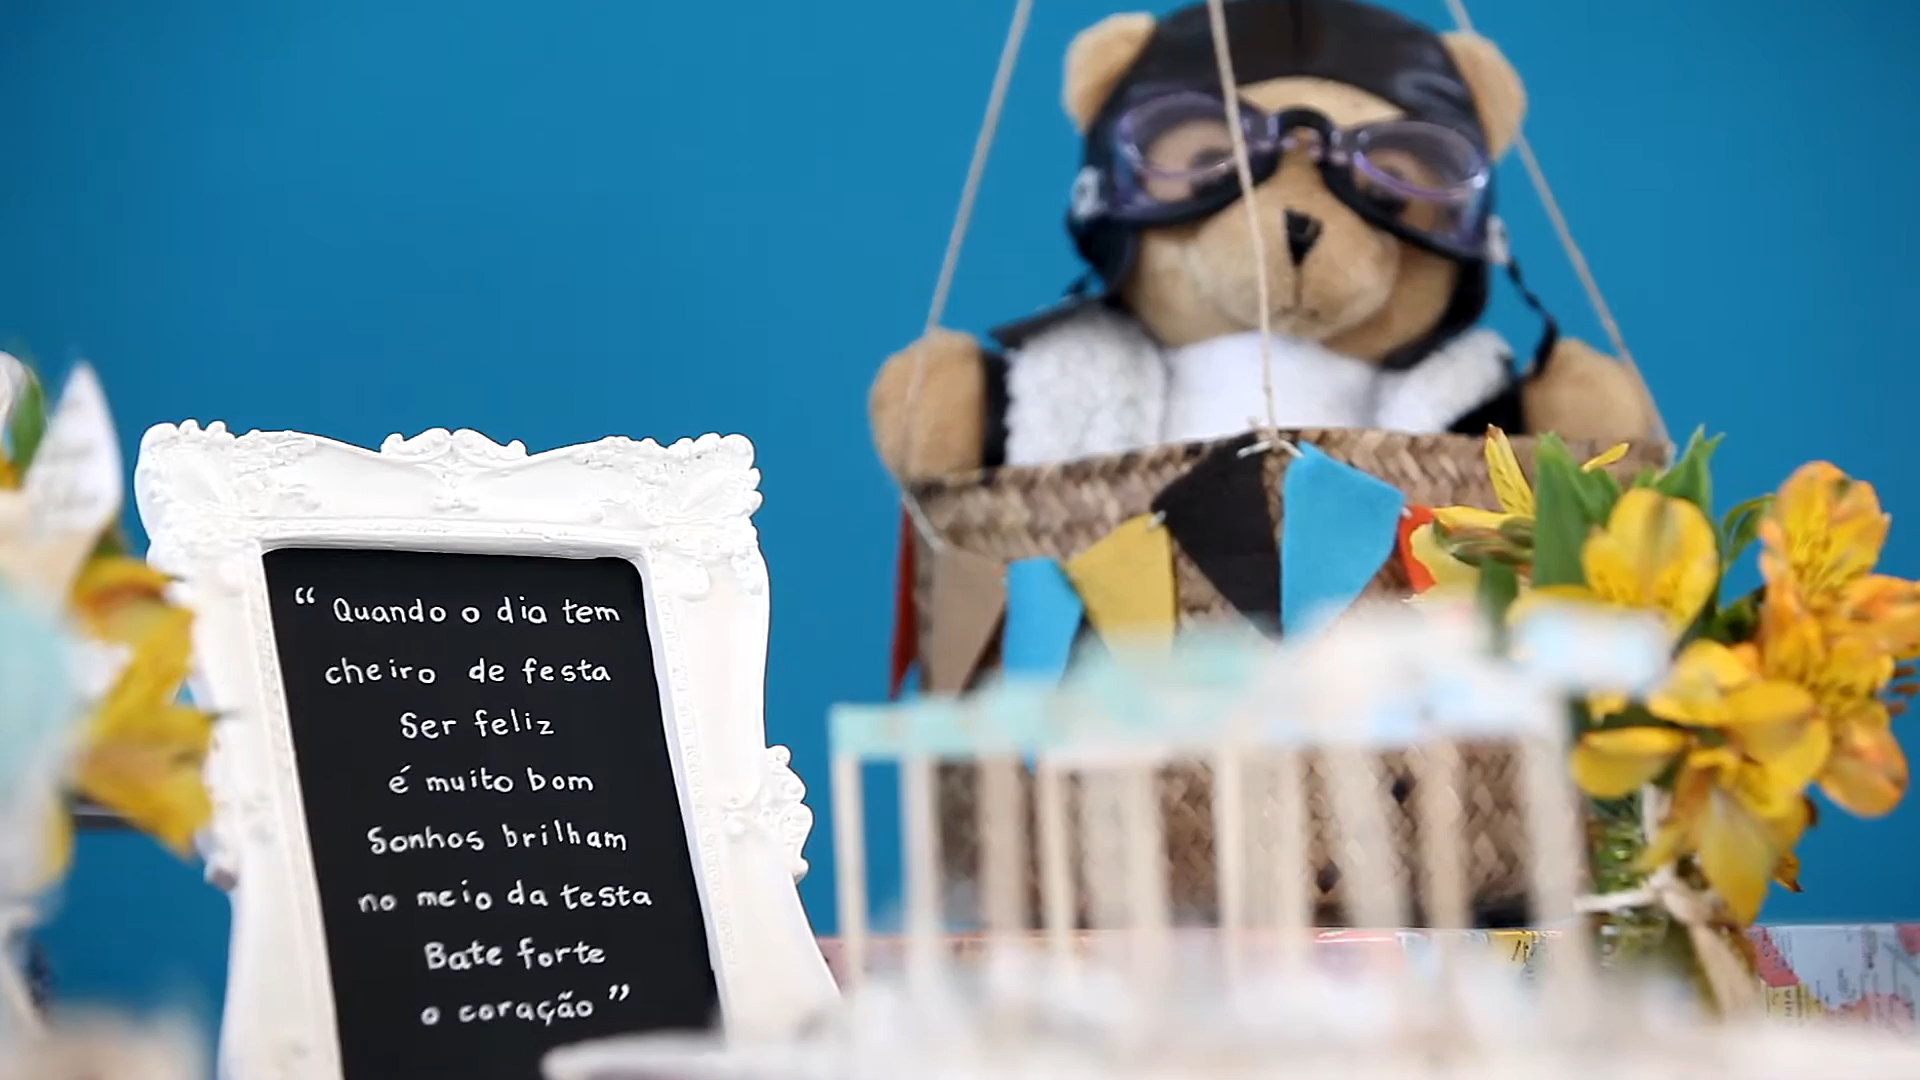 “ Quando o dia tem
cheiro de festa
Ser feliz
é muito bom
Sonhos brilham
no meio da testa
Bate forte
o coração ”